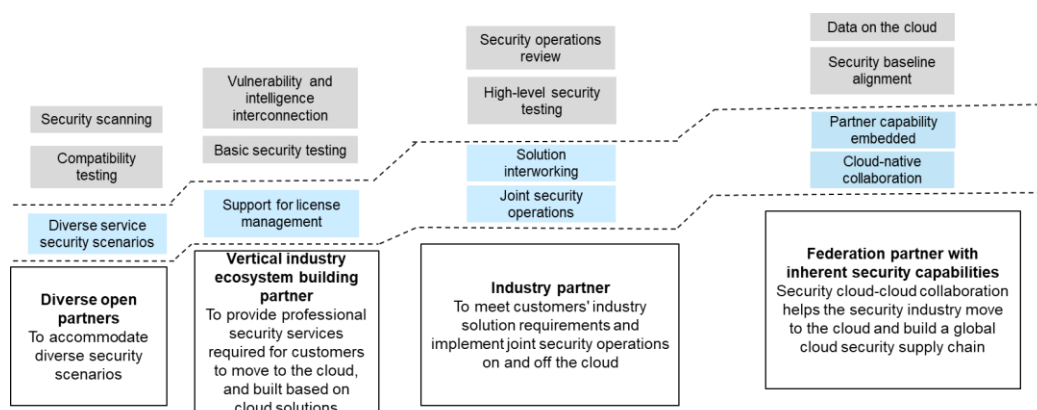 Security scanning
Compatibility
testing
Diverse service
security scenarios
Diverse open
partners
To accommodate
diverse security
scenarios
Vulnerability and
intelligence
interconnection
Basic security testing
Support for license
management
Vertical industry
ecosystem building
partner
To provide professional
security services
required for customers
to move to the cloud,
and built based on
cloud solutions
Security operations
review
High-level security
testing
Solution
interworking
Joint security
operations
Industry partner
To meet customers' industry
solution requirements and
implement joint security operations
on and off the cloud
Data on the cloud
Security baseline
alignment
Partner capability
embedded
Cloud-native
collaboration
Federation partner with
inherent security capabilities
Security cloud-cloud collaboration
helps the security industry move
to the cloud and build a global
cloud security supply chain